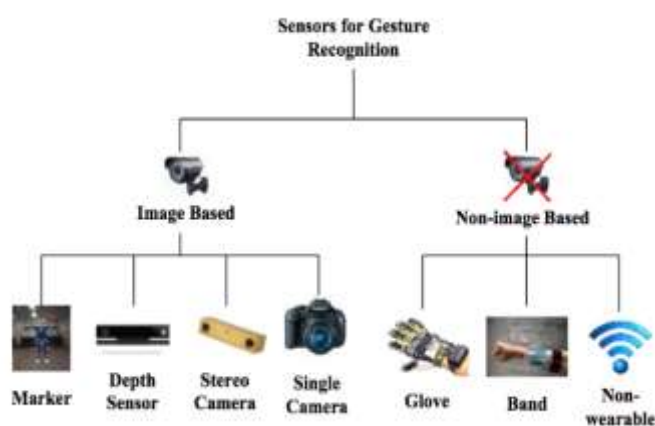 Sensors for Gesture
Recognition
Image Based
Non-image Based
Marker
Depth
Sensor
Stereo
Camera
Single
Camera
Glove
Band
Non-
wearable